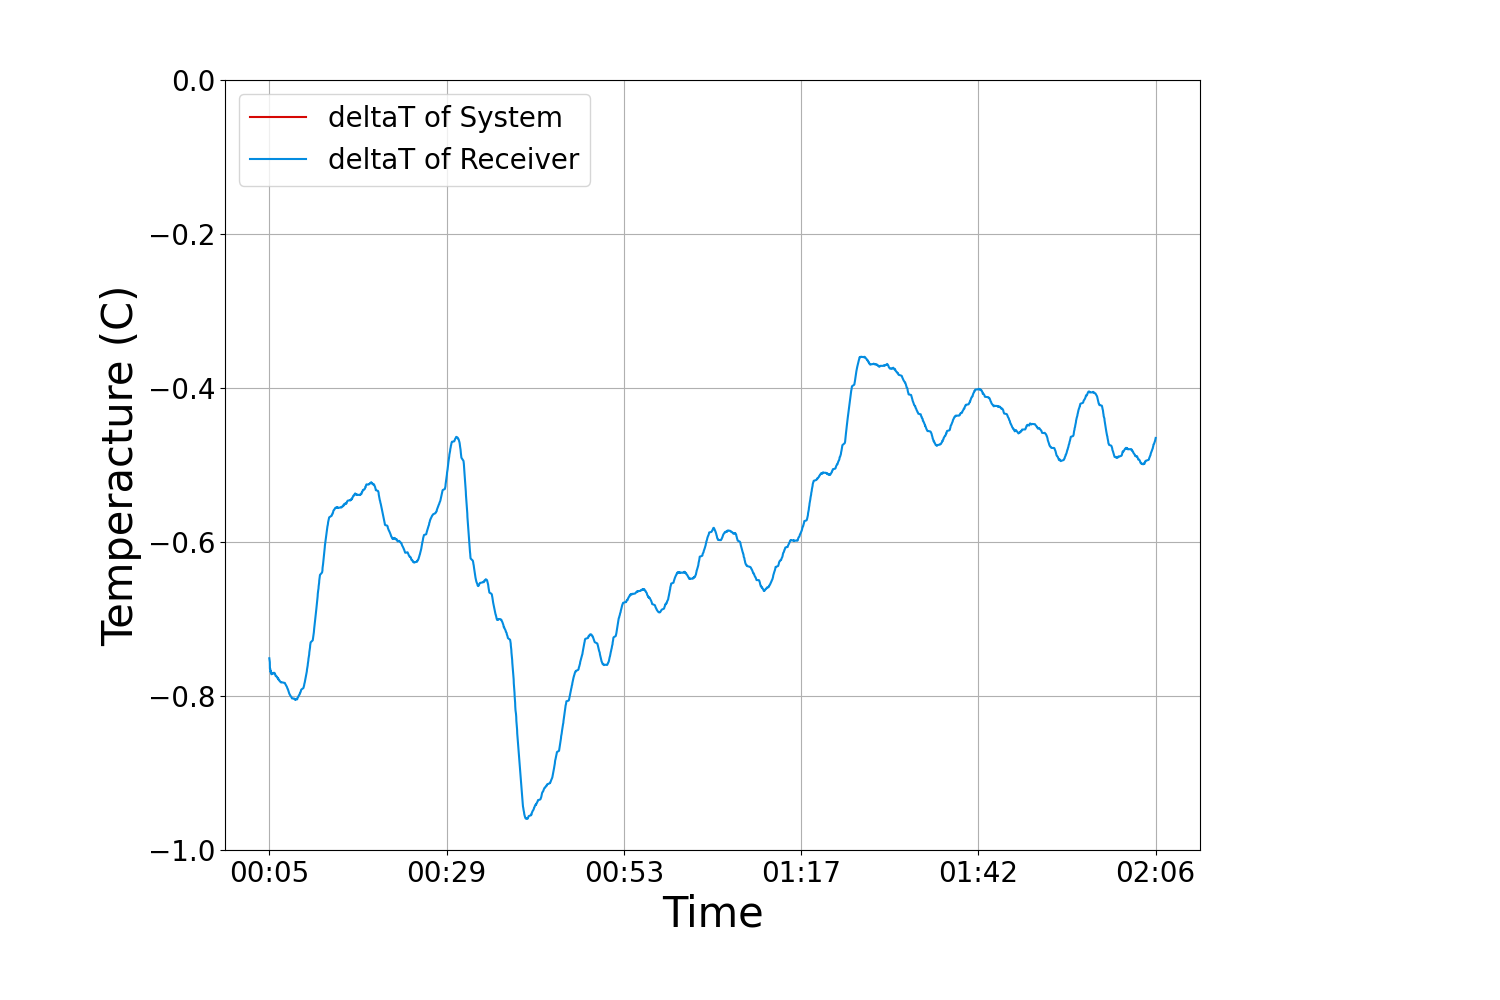 0.0
deltaT of System
deltaT of Receiver
−0.2
−0.4
−0.6
−0.8
−1.0
Temperacture (C)
00:05 00:29 00:53 01:17 01:42 02:06
Time